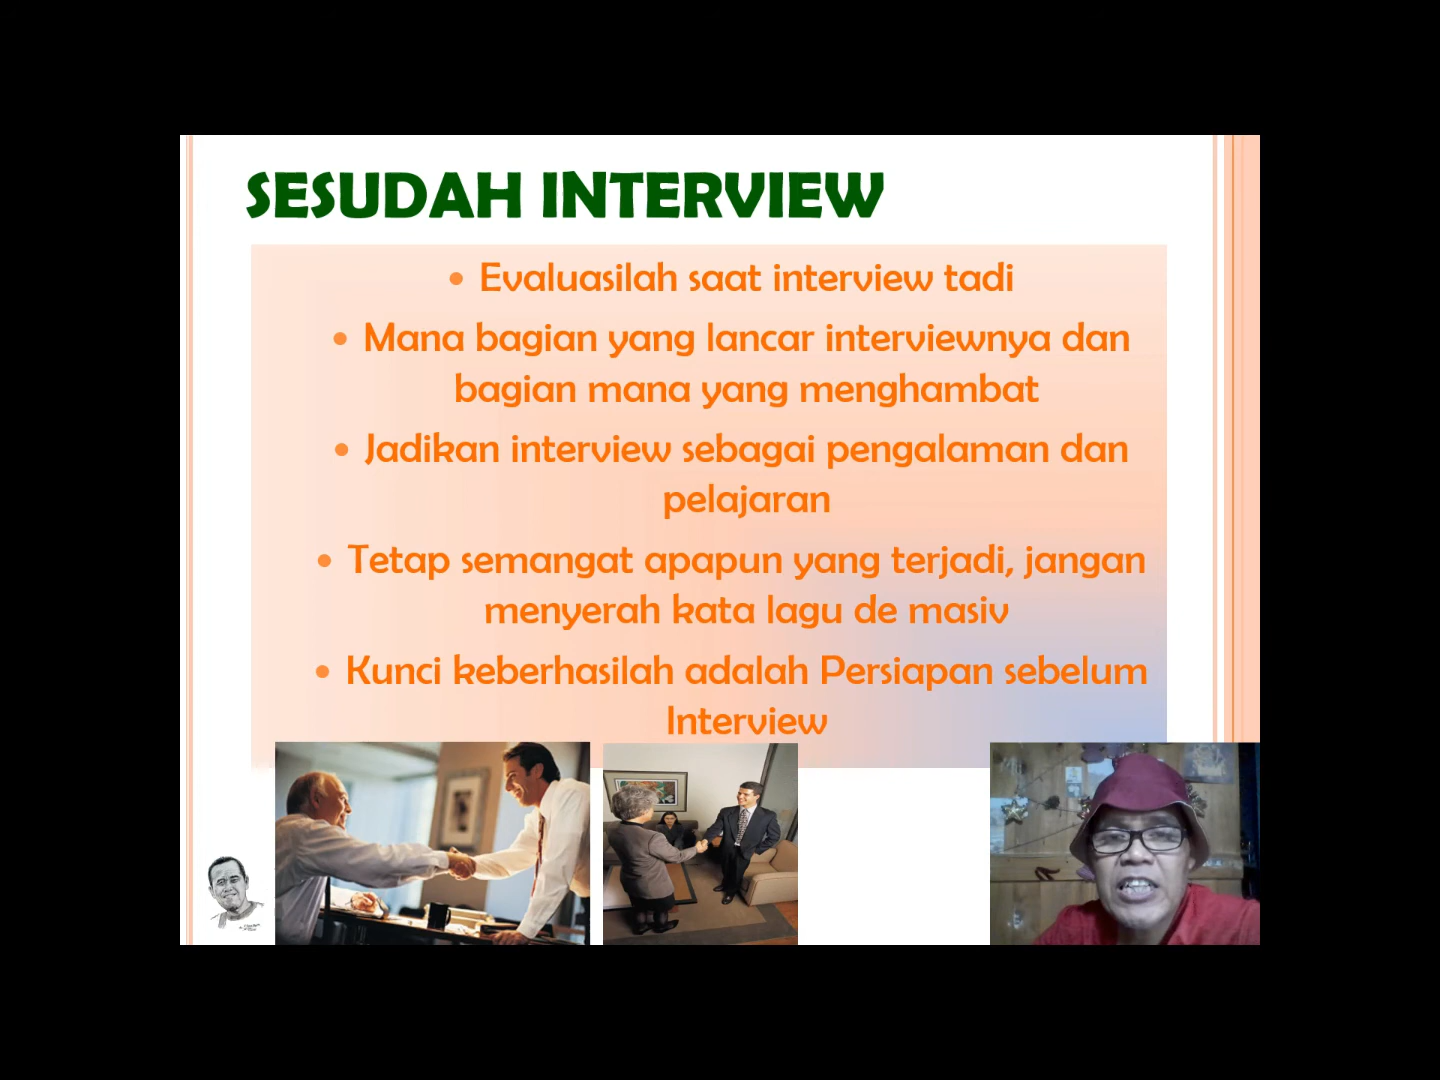 SESUDAH INTERVIEW
• Evaluasilah saat interview tadi
• Mana bagian yang lancar interviewnya dan
bagian mana yang menghambat
• Jadikan interview sebagai pengalaman dan
pelajaran
• Tetap semangat apapun yang terjadi, jangan
menyerah kata lagu de masiv
• Kunci keberhasilah adalah Persiapan sebelum
Interview